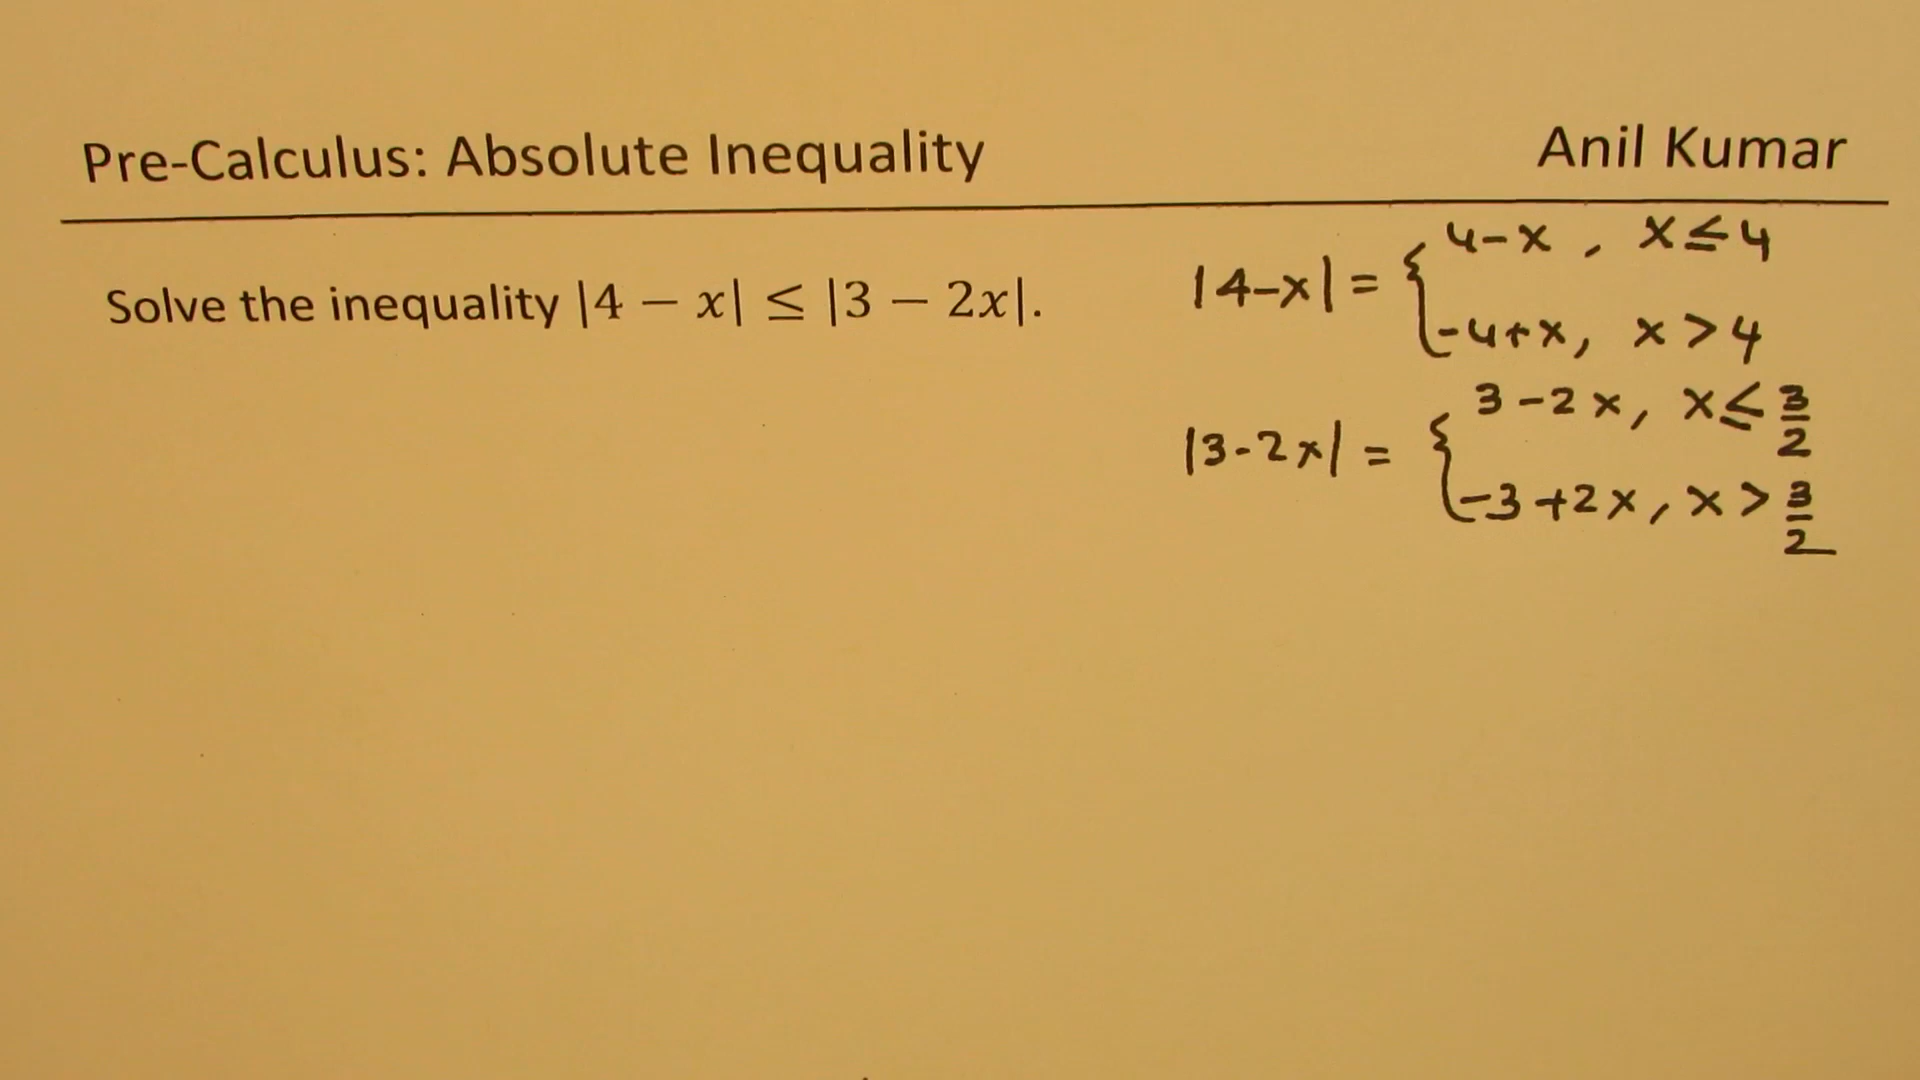 Pre-Calculus: Absolute Inequality
Anil Kumar
Solve the inequality |4 − x| ≤ |3 − 2x|.
|4-x| = { 4-x , x≤4
-4+x, x>4
|3-2x| = { 3-2x, x≤ 3/2
-3+2x, x> 3/2